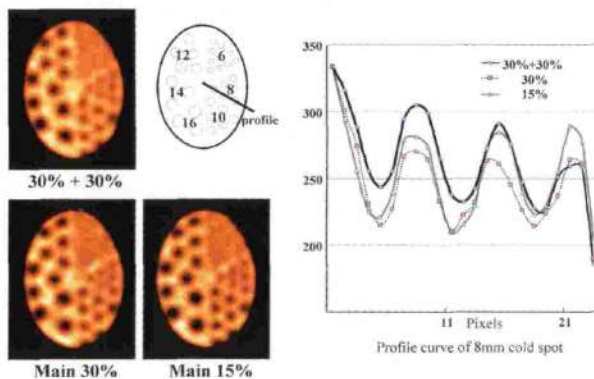 12
6
14
8
16
10
profile
30% + 30%
Main 30%
Main 15%
350
300
250
200
30%+30%
30%
15%
11
Pixels
21
Profile curve of 8mm cold spot